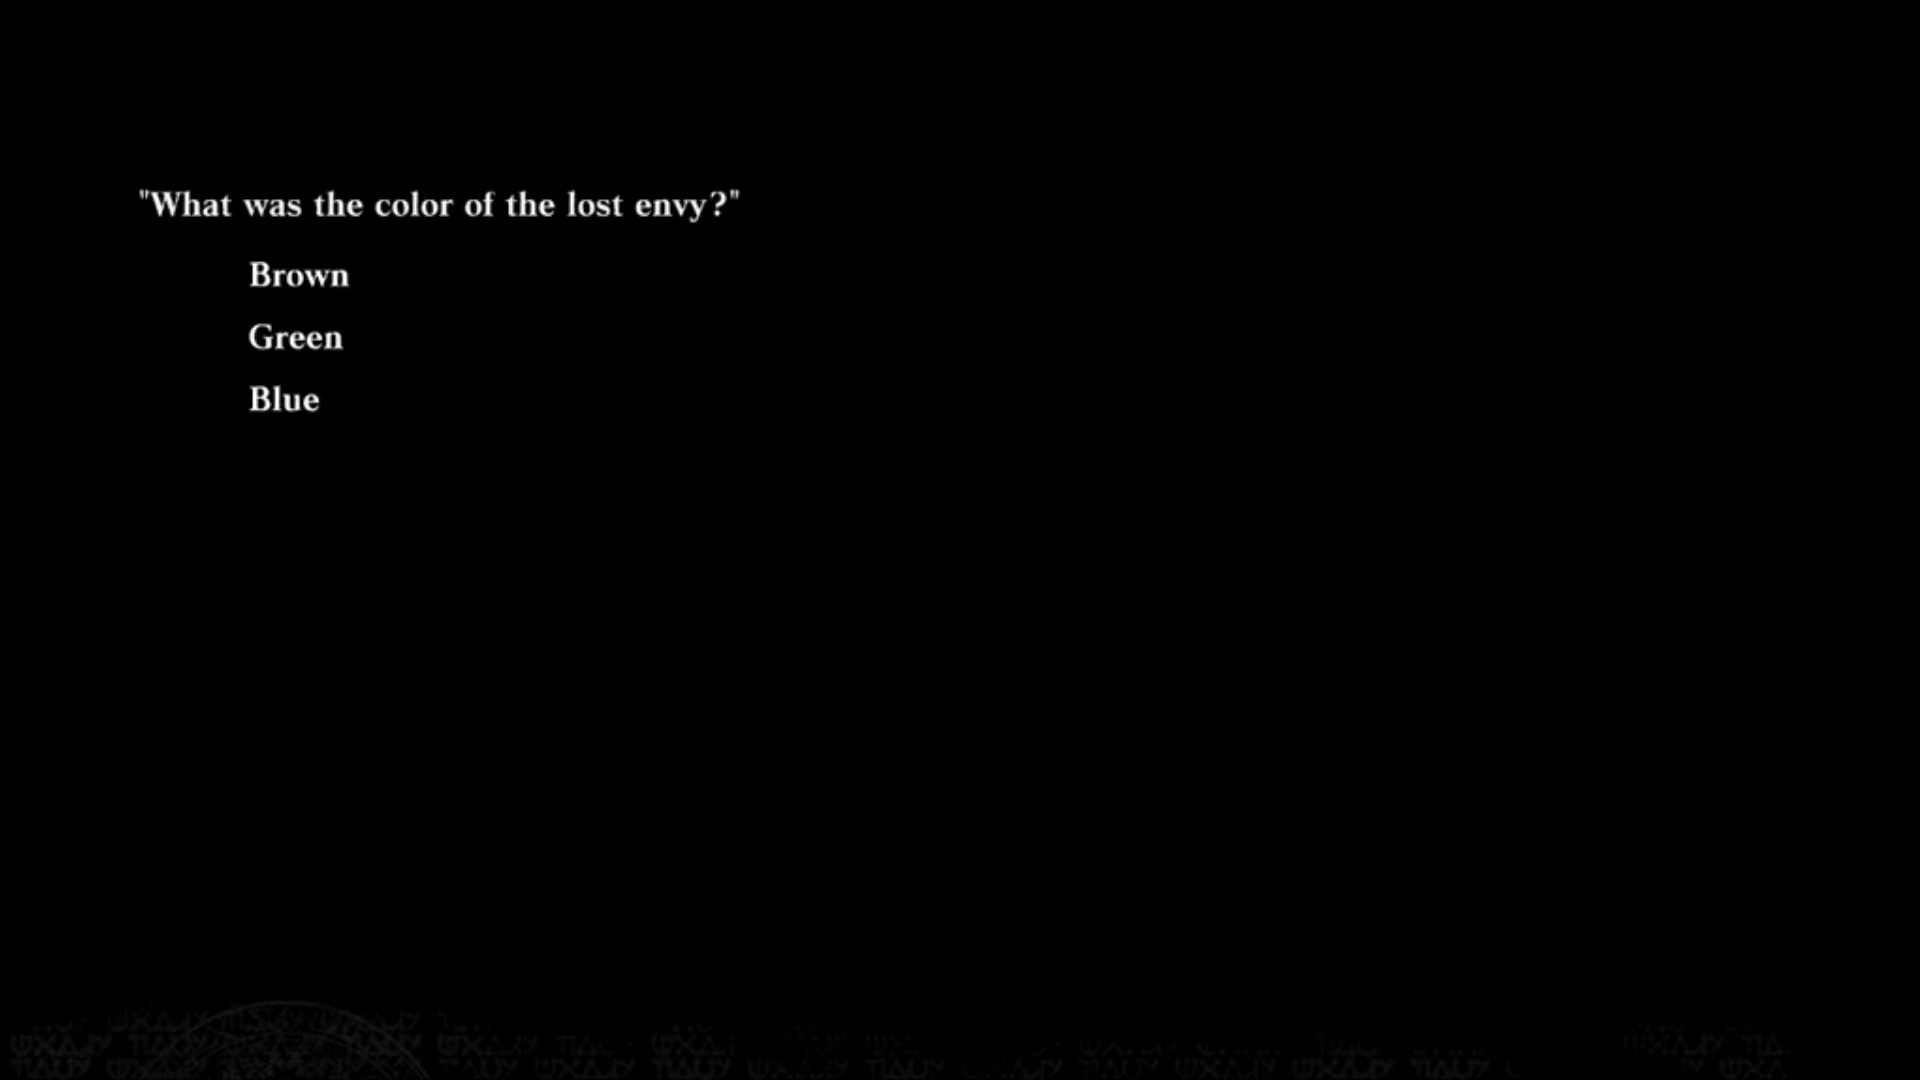 "What was the color of the lost envy?"
Brown
Green
Blue